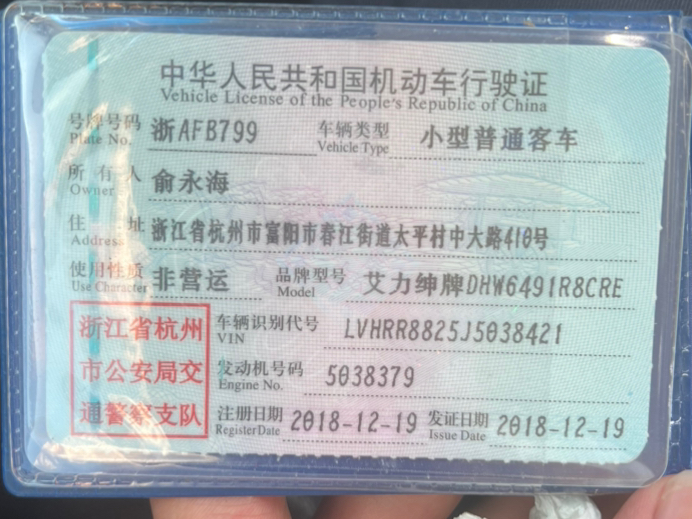 中华人民共和国机动车行驶证
Vehicle License of the People's Republic of China
号牌号码 浙AFB799 车辆类型 小型普通客车
Plate No. Vehicle Type
所有人 俞永海
Owner
住址 浙江省杭州市富阳市春江街道太平村中大路410号
Address
使用性质 非营运 品牌型号 艾力绅牌DHW6491R8CRE
Use Character Model
浙江省杭州
市公安局交
通警察支队
车辆识别代号 LVHRR8825J5038421
VIN
发动机号码 5038379
Engine No.
注册日期 2018-12-19 发证日期 2018-12-19
Register Date Issue Date